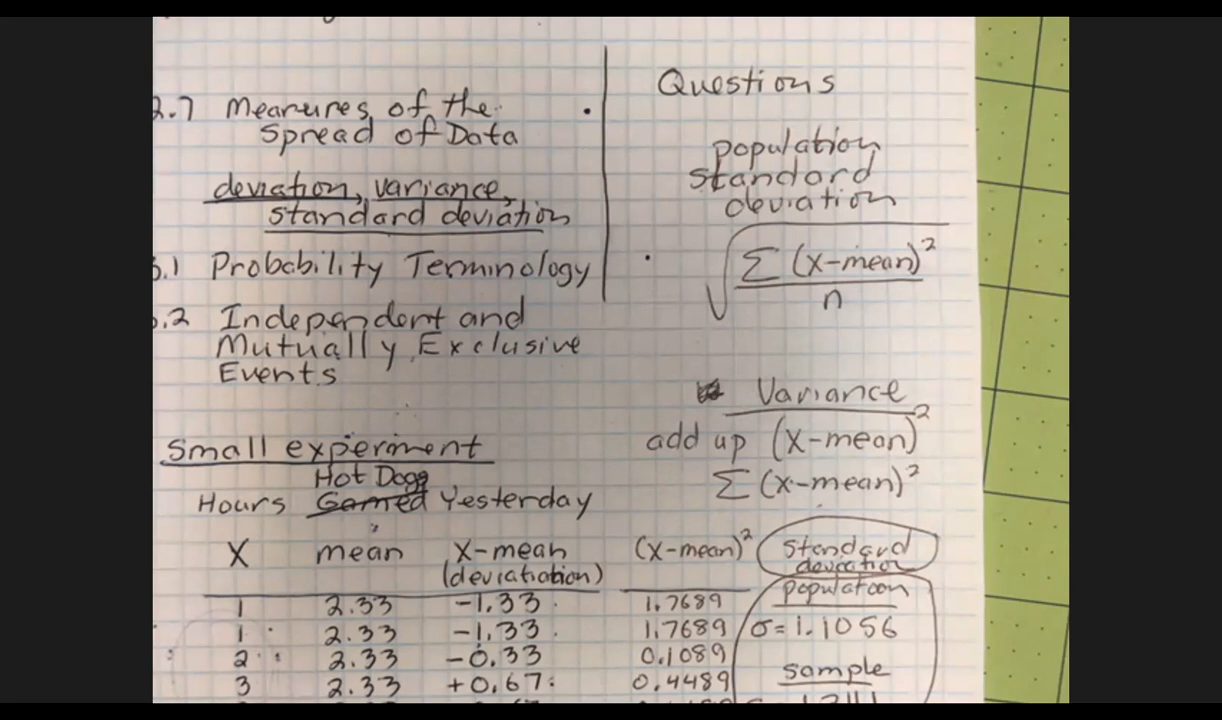 2.7 Measures of the
Spread of Data
deviation, variance,
standard deviation
3.1 Probability Terminology
3.2 Independent and
Mutually Exclusive
Events
Questions
population
standard
deviation
√ Σ (x-mean)²
n
Variance
add up (x-mean)²
Σ (x-mean)²
Small experiment
Hot Dogs
Hours Gamed Yesterday
X mean X-mean (x-mean)² standard
(deviatiation) deviation
1 2.33 -1.33 1.7689 population
1 2.33 -1.33 1.7689 σ = 1.1056
2 2.33 -0.33 0.1089
3 2.33 +0.67 0.4489 sample